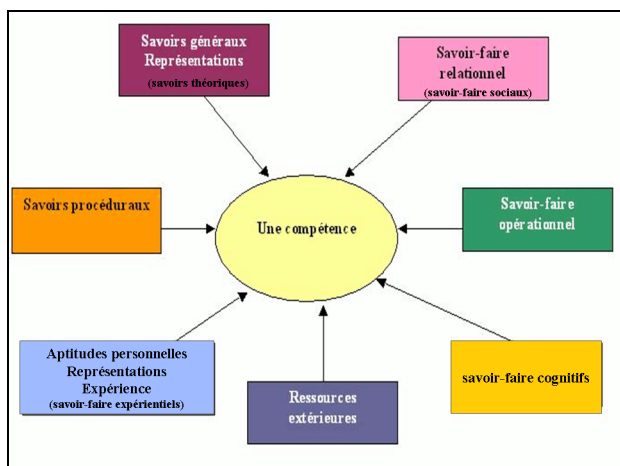 Savoirs généraux
Représentations
(savoirs théoriques)
Savoir-faire
relationnel
(savoir-faire sociaux)
Savoirs procéduraux
Une compétence
Savoir-faire
opérationnel
Aptitudes personnelles
Représentations
Expérience
(savoir-faire expérientiels)
Ressources
extérieures
savoir-faire cognitifs